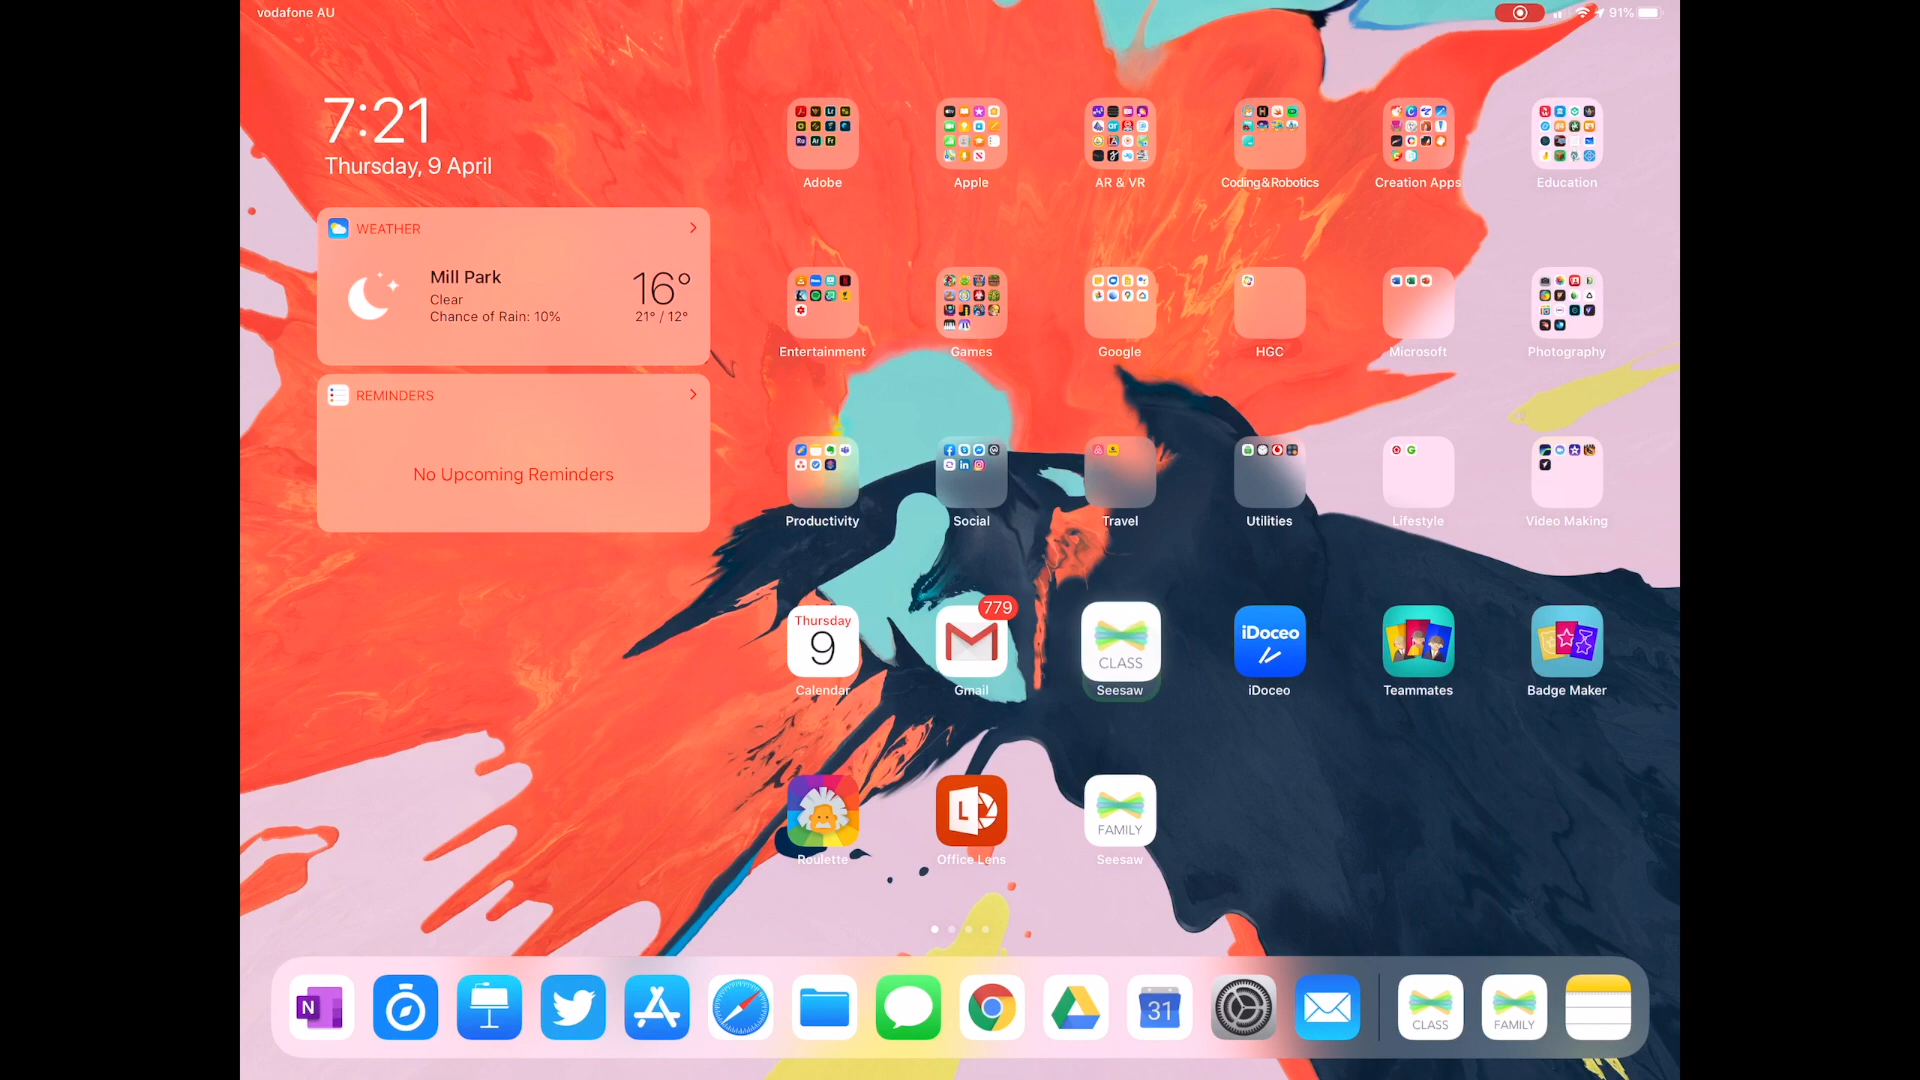 vodafone AU
91%
7:21
Thursday, 9 April
WEATHER
Mill Park
Clear
Chance of Rain: 10%
16°
21° / 12°
REMINDERS
No Upcoming Reminders
Adobe
Apple
AR & VR
Coding&Robotics
Creation Apps
Education
Entertainment
Games
Google
HGC
Microsoft
Photography
Productivity
Social
Travel
Utilities
Lifestyle
Video Making
Thursday
9
779
CLASS
iDoceo
Calendar
Gmail
Seesaw
iDoceo
Teammates
Badge Maker
L
FAMILY
Roulette
Office Lens
Seesaw
N
31
CLASS
FAMILY